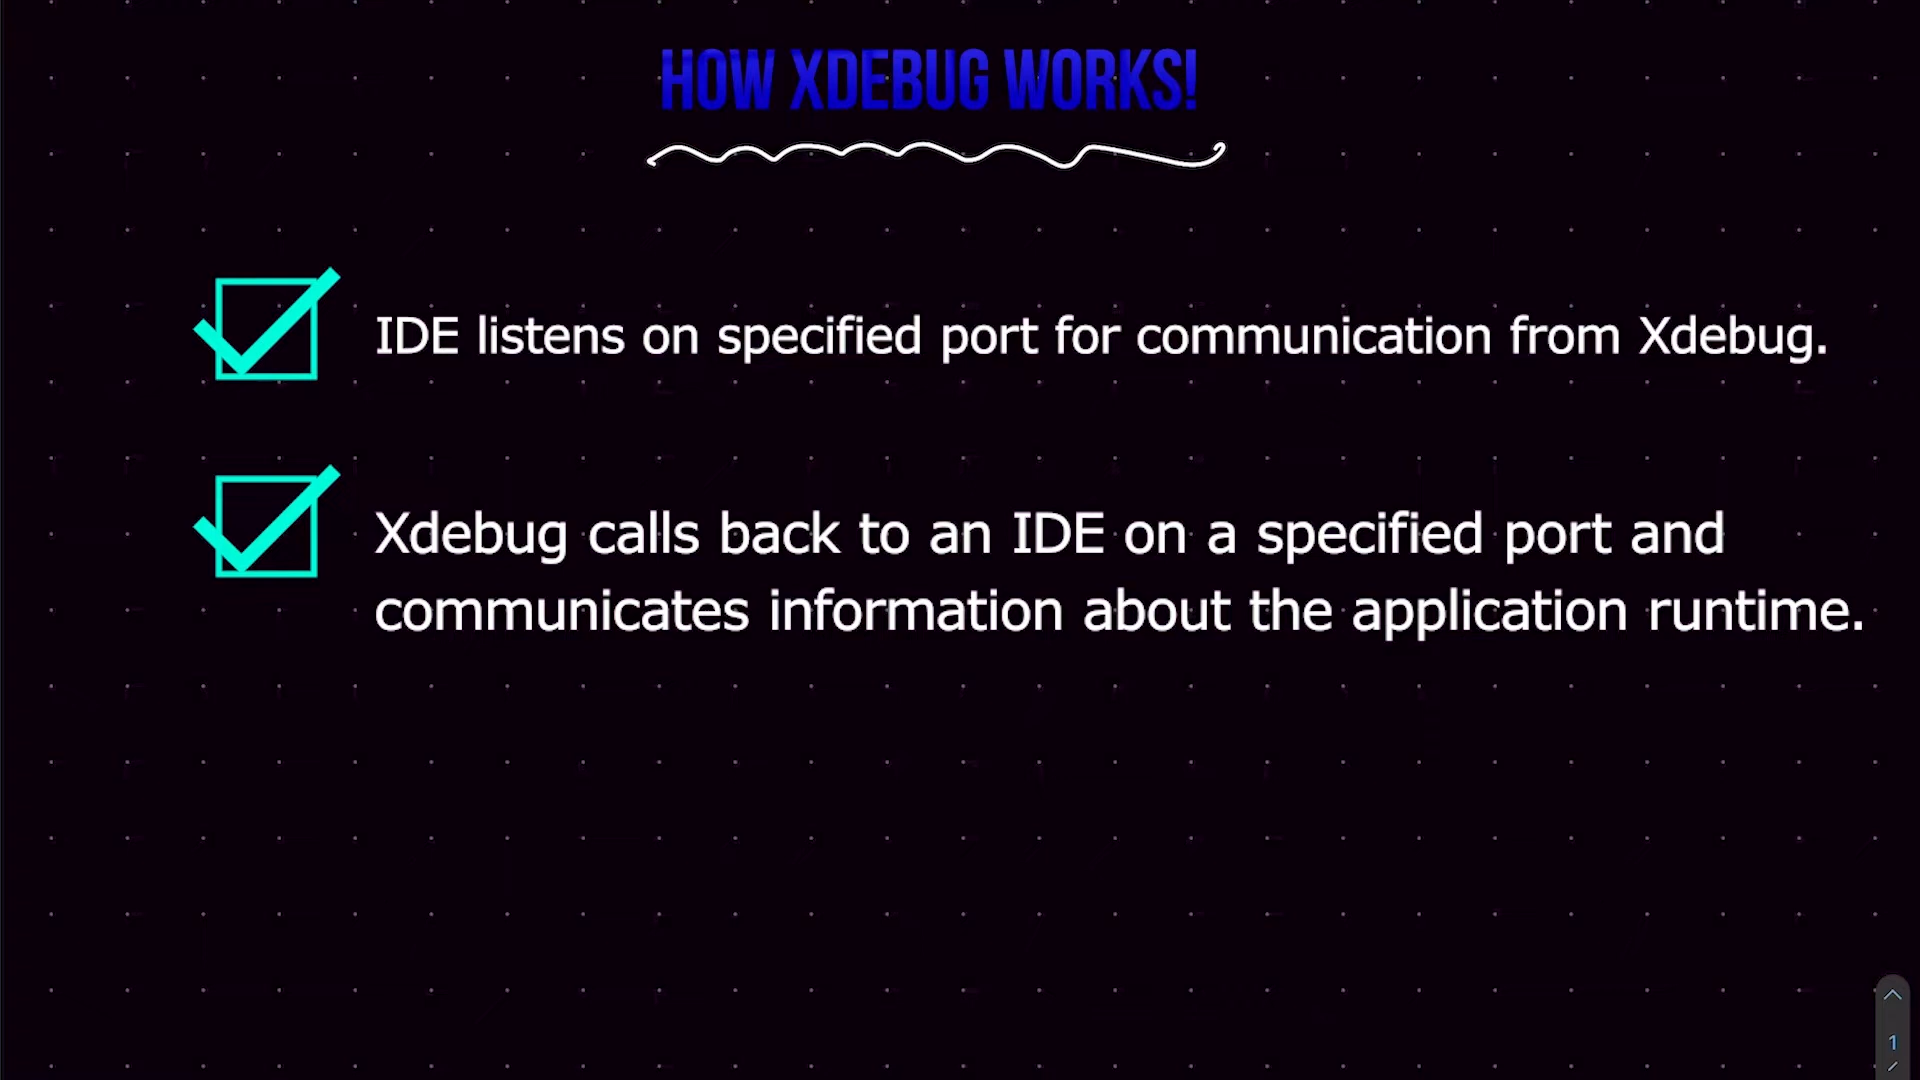 HOW XDEBUG WORKS!
IDE listens on specified port for communication from Xdebug.
Xdebug calls back to an IDE on a specified port and
communicates information about the application runtime.
1
/